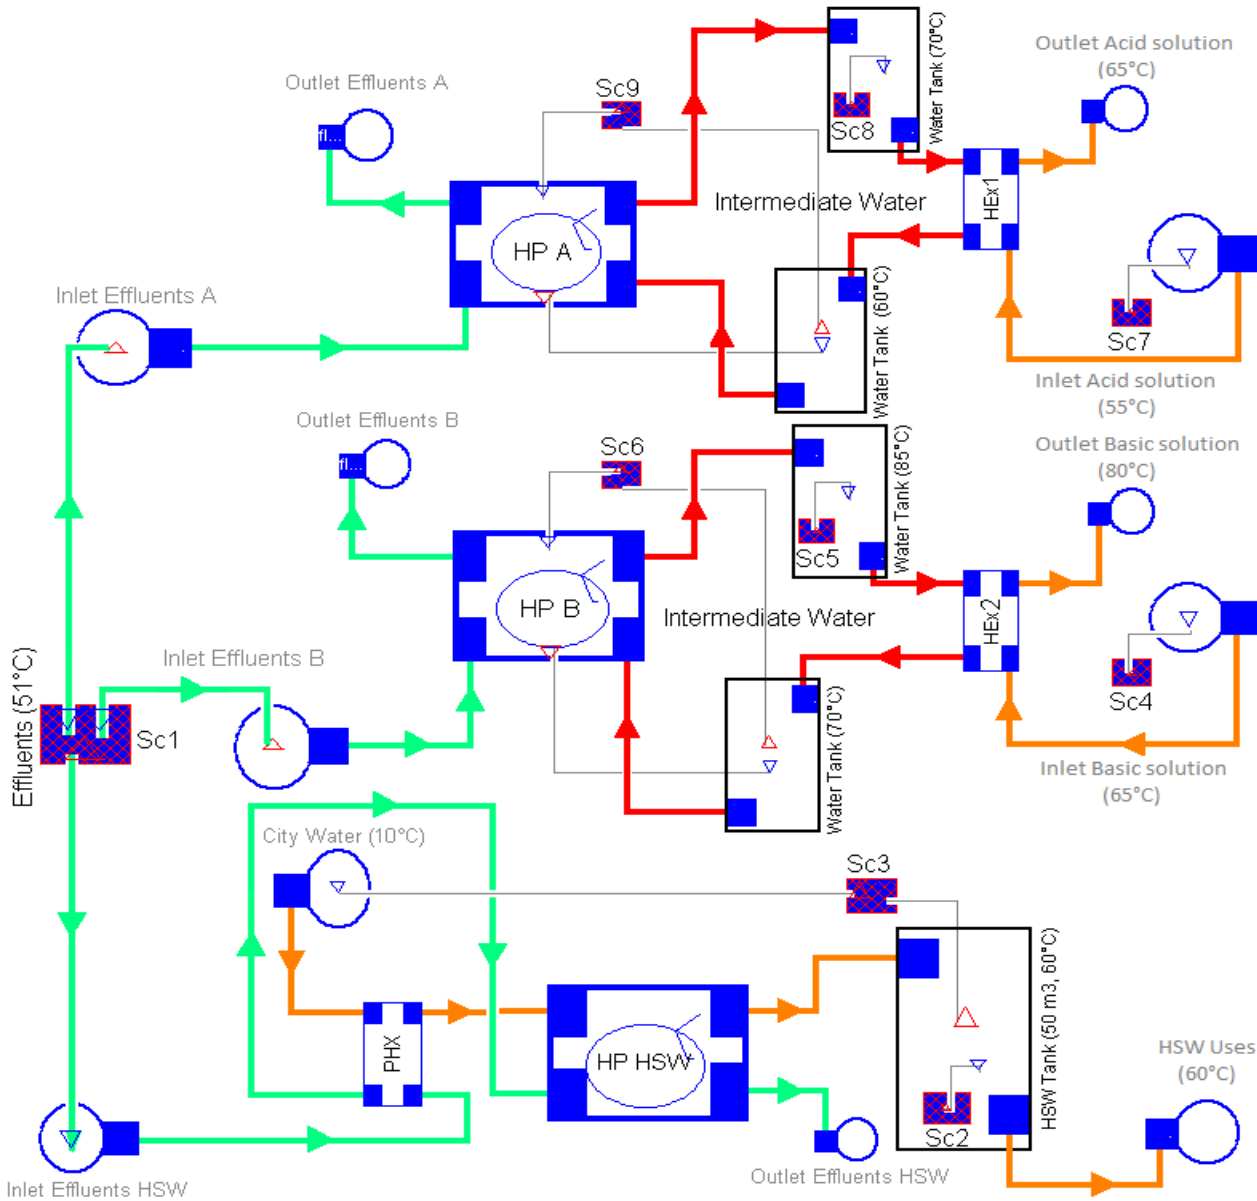 Outlet Acid solution
(65°C)
Water Tank (70°C)
Outlet Effluents A
Sc9
Sc8
fl...
HEx1
Intermediate Water
HP A
Inlet Effluents A
Water Tank (60°C)
Sc7
Inlet Acid solution
(55°C)
Outlet Effluents B
Outlet Basic solution
(80°C)
Sc6
Water Tank (85°C)
fl...
Sc5
HP B
HEx2
Intermediate Water
Inlet Effluents B
Sc4
Effluents (51°C)
Sc1
Water Tank (70°C)
Inlet Basic solution
(65°C)
City Water (10°C)
Sc3
HSW Tank (50 m3, 60°C)
PHX
HP HSW
HSW Uses
(60°C)
Sc2
Outlet Effluents HSW
Inlet Effluents HSW